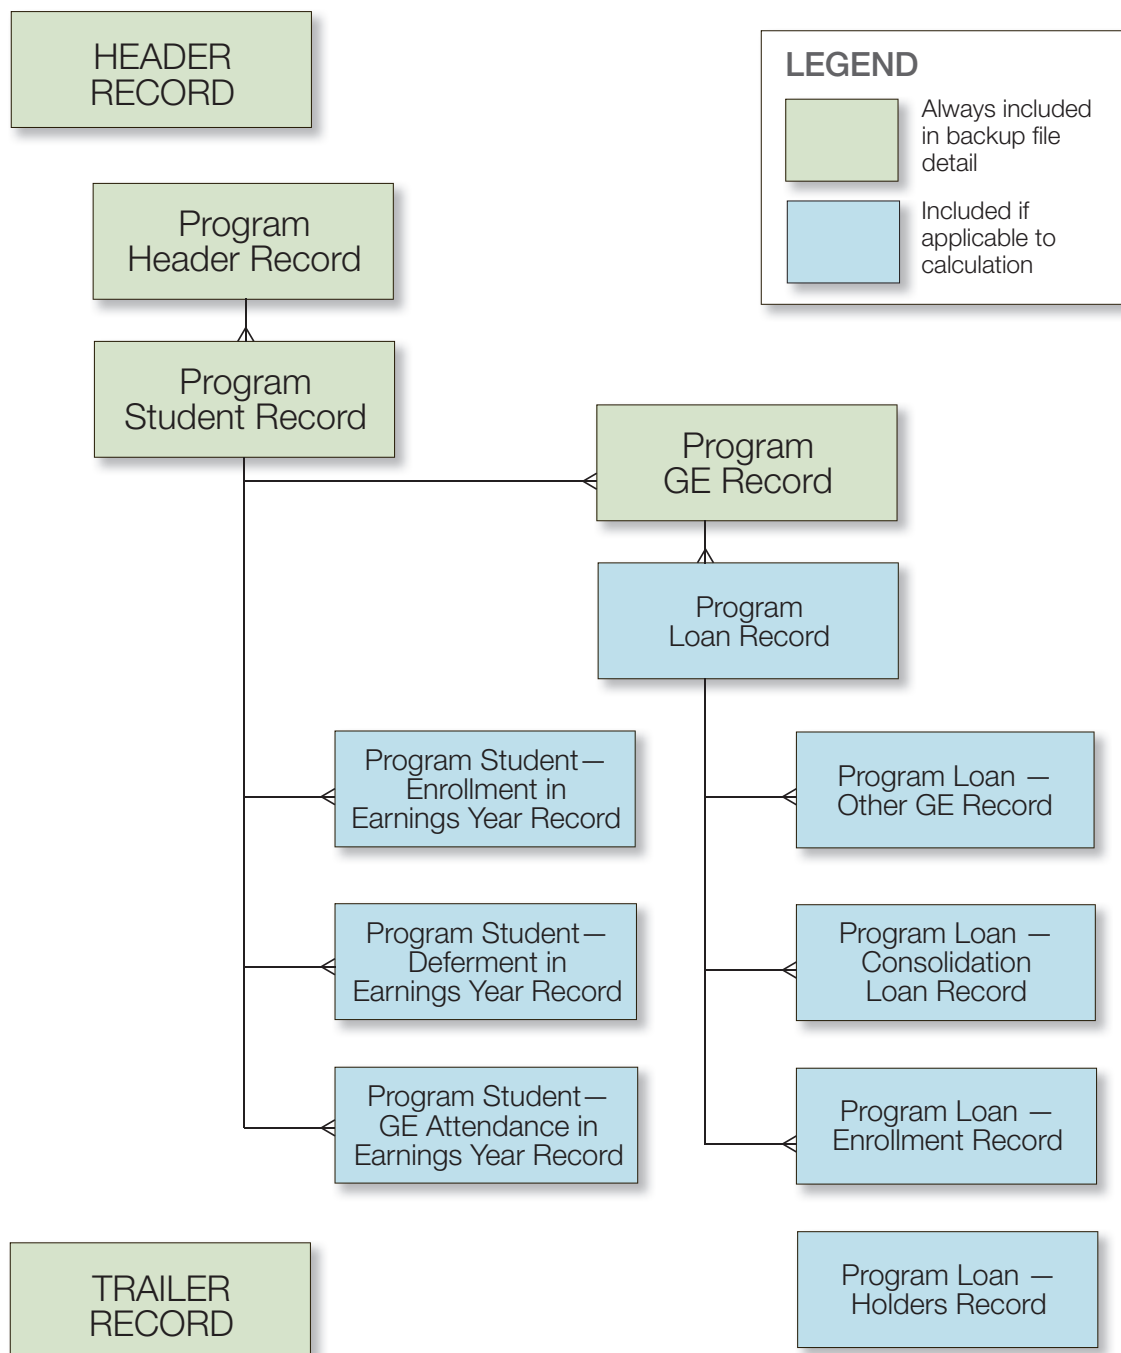 HEADER
RECORD
LEGEND
Always included
in backup file
detail
Included if
applicable to
calculation
Program
Header Record
Program
Student Record
Program
GE Record
Program
Loan Record
Program Student—
Enrollment in
Earnings Year Record
Program Student—
Deferment in
Earnings Year Record
Program Student—
GE Attendance in
Earnings Year Record
Program Loan —
Other GE Record
Program Loan —
Consolidation
Loan Record
Program Loan —
Enrollment Record
Program Loan —
Holders Record
TRAILER
RECORD